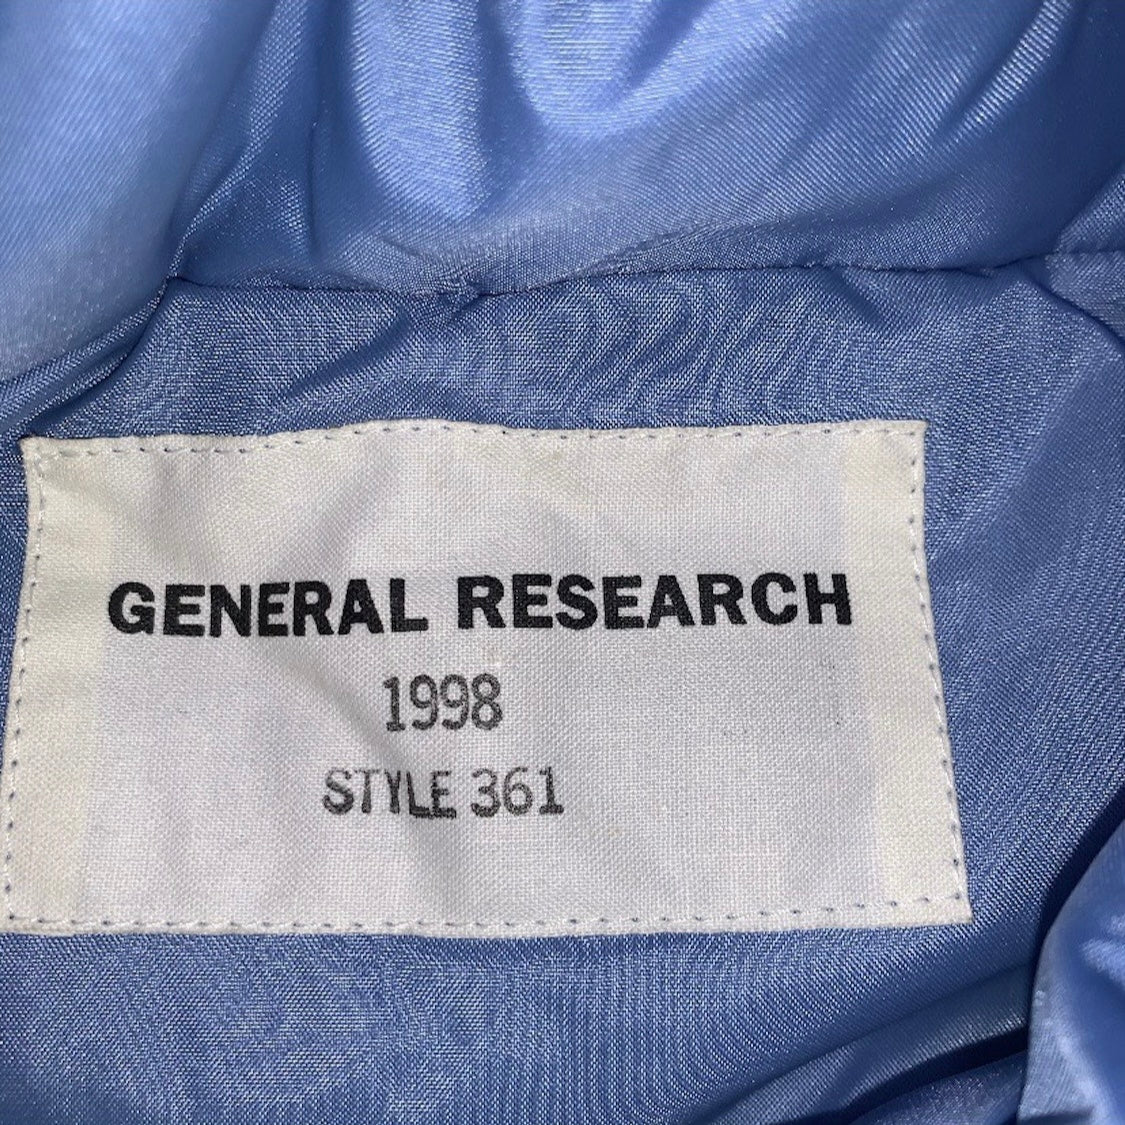 GENERAL RESEARCH
1998
STYLE 361